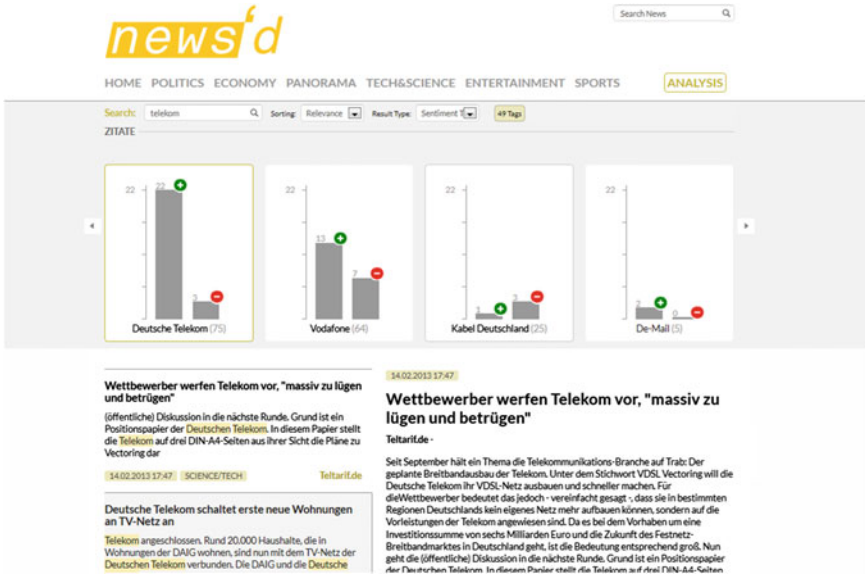 news'd
Search News
HOME POLITICS ECONOMY PANORAMA TECH&SCIENCE ENTERTAINMENT SPORTS ANALYSIS
Search: telekom Sorting: Relevance Result Type: Sentiment T 49 Tags
ZITATE
22 22 3 Deutsche Telekom (75)
22 13 7 Vodafone (64)
22 1 3 Kabel Deutschland (25)
22 2 0 De-Mail (5)
Wettbewerber werfen Telekom vor, "massiv zu lügen
und betrügen"
(öffentliche) Diskussion in die nächste Runde. Grund ist ein
Positionspapier der Deutschen Telekom. In diesem Papier stellt
die Telekom auf drei DIN-A4-Seiten aus ihrer Sicht die Pläne zu
Vectoring dar
14.02.2013 17:47 SCIENCE/TECH Teltarif.de
Deutsche Telekom schaltet erste neue Wohnungen
an TV-Netz an
Telekom angeschlossen. Rund 20.000 Haushalte, die in
Wohnungen der DAIG wohnen, sind nun mit dem TV-Netz der
Deutschen Telekom verbunden. Die DAIG und die Deutsche
14.02.2013 17:47
Wettbewerber werfen Telekom vor, "massiv zu
lügen und betrügen"
Teltarif.de -
Seit September hält ein Thema die Telekommunikations-Branche auf Trab: Der
geplante Breitbandausbau der Telekom. Unter dem Stichwort VDSL Vectoring will die
Deutsche Telekom ihr VDSL-Netz ausbauen und schneller machen. Für
dieWettbewerber bedeutet das jedoch - vereinfacht gesagt -, dass sie in bestimmten
Regionen Deutschlands kein eigenes Netz mehr aufbauen können, sondern auf die
Vorleistungen der Telekom angewiesen sind. Da es bei dem Vorhaben um eine
Investitionssumme von sechs Milliarden Euro und die Zukunft des Festnetz-
Breitbandmarktes in Deutschland geht, ist die Bedeutung entsprechend groß. Nun
geht die (öffentliche) Diskussion in die nächste Runde. Grund ist ein Positionspapier
der Deutschen Telekom. In diesem Papier stellt die Telekom auf drei DIN-A4-Seiten